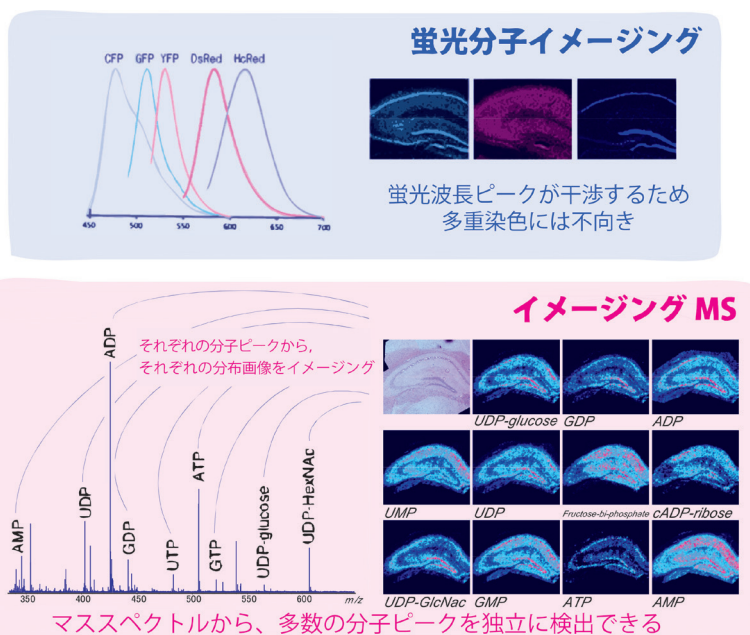 蛍光分子イメージング
CFP GFP YFP DsRed HcRed
450 500 550 600 650 700
蛍光波長ピークが干渉するため
多重染色には不向き
イメージング MS
それぞれの分子ピークから,
それぞれの分布画像をイメージング
AMP
UDP
ADP
GDP
UTP
ATP
GTP
UDP-glucose
UDP-HexNAc
350 400 450 500 550 600 m/z
UDP-glucose GDP ADP
UMP UDP Fructose-bi-phosphate cADP-ribose
UDP-GlcNac GMP ATP AMP
マススペクトルから、多数の分子ピークを独立に検出できる